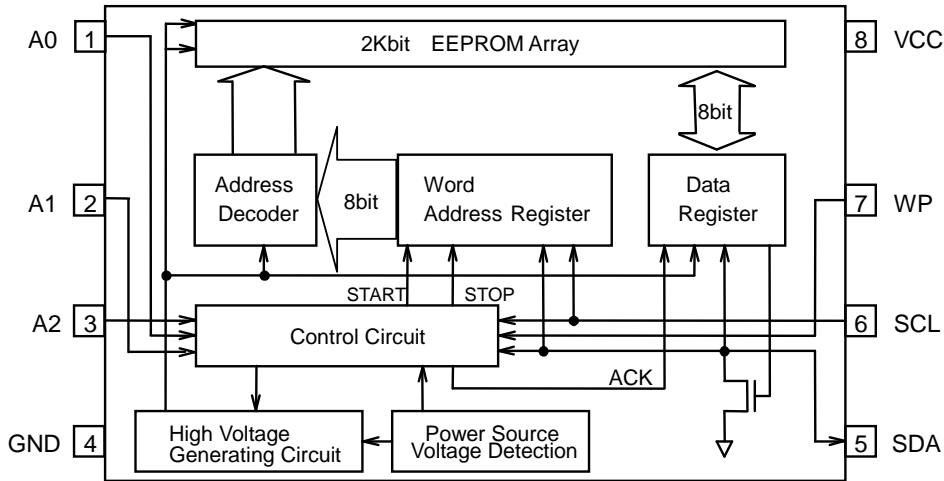 A0 1
2Kbit EEPROM Array
8 VCC
8bit
A1 2
Address
Decoder
8bit
Word
Address Register
Data
Register
7 WP
START
STOP
A2 3
Control Circuit
6 SCL
ACK
GND 4
High Voltage
Generating Circuit
Power Source
Voltage Detection
5 SDA